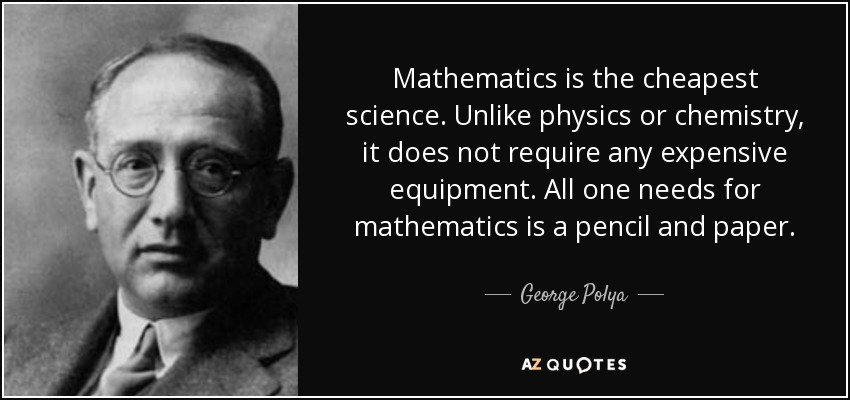 Mathematics is the cheapest
science. Unlike physics or chemistry,
it does not require any expensive
equipment. All one needs for
mathematics is a pencil and paper.
George Polya
AZ QUOTES